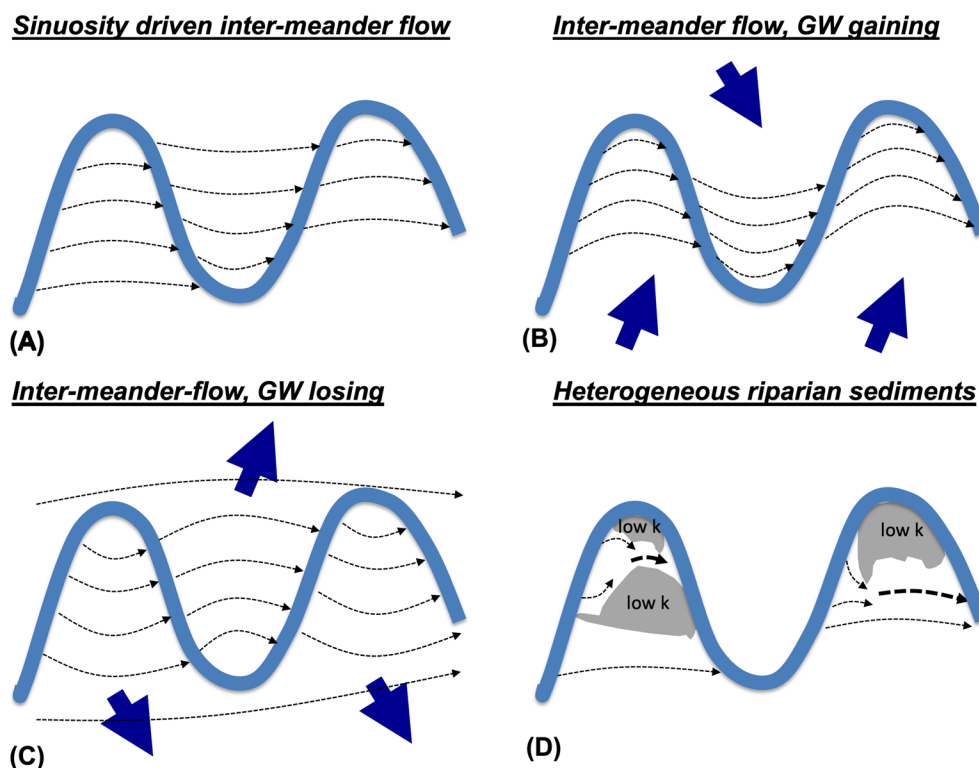 Sinuosity driven inter-meander flow
Inter-meander flow, GW gaining
(A)
(B)
Inter-meander-flow, GW losing
Heterogeneous riparian sediments
low k
low k
low k
(C)
(D)